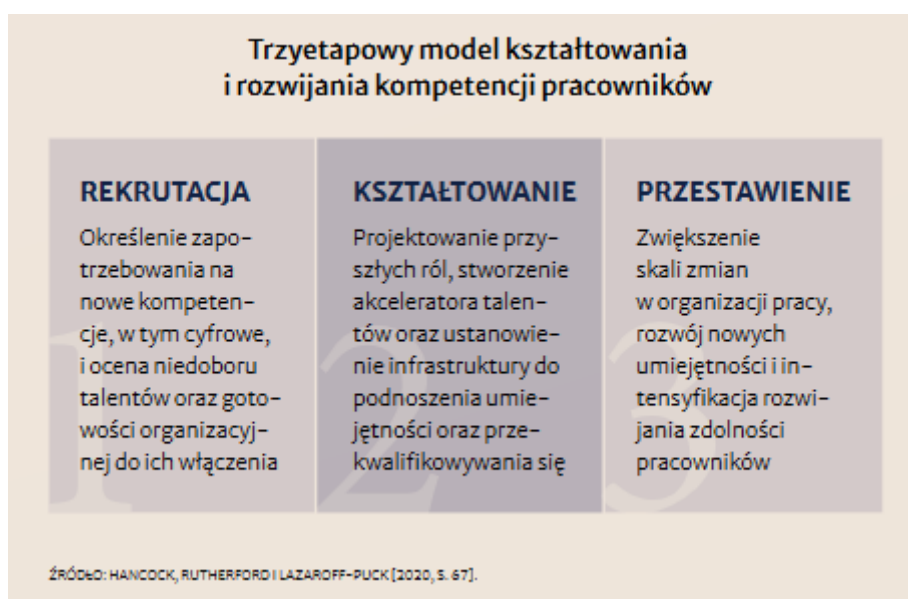 Trzyetapowy model kształtowania
i rozwijania kompetencji pracowników
1
REKRUTACJA
Określenie zapo-
trzebowania na
nowe kompeten-
cje, w tym cyfrowe,
i ocena niedoboru
talentów oraz goto-
wości organizacyj-
nej do ich włączenia
2
KSZTAŁTOWANIE
Projektowanie przy-
szłych ról, stworzenie
akceleratora talen-
tów oraz ustanowie-
nie infrastruktury do
podnoszenia umie-
jętności oraz prze-
kwalifikowywania się
3
PRZESTAWIENIE
Zwiększenie
skali zmian
w organizacji pracy,
rozwój nowych
umiejętności i in-
tensyfikacja rozwi-
jania zdolności
pracowników
ŹRÓDŁO: HANCOCK, RUTHERFORD I LAZAROFF-PUCK [2020, S. 67].